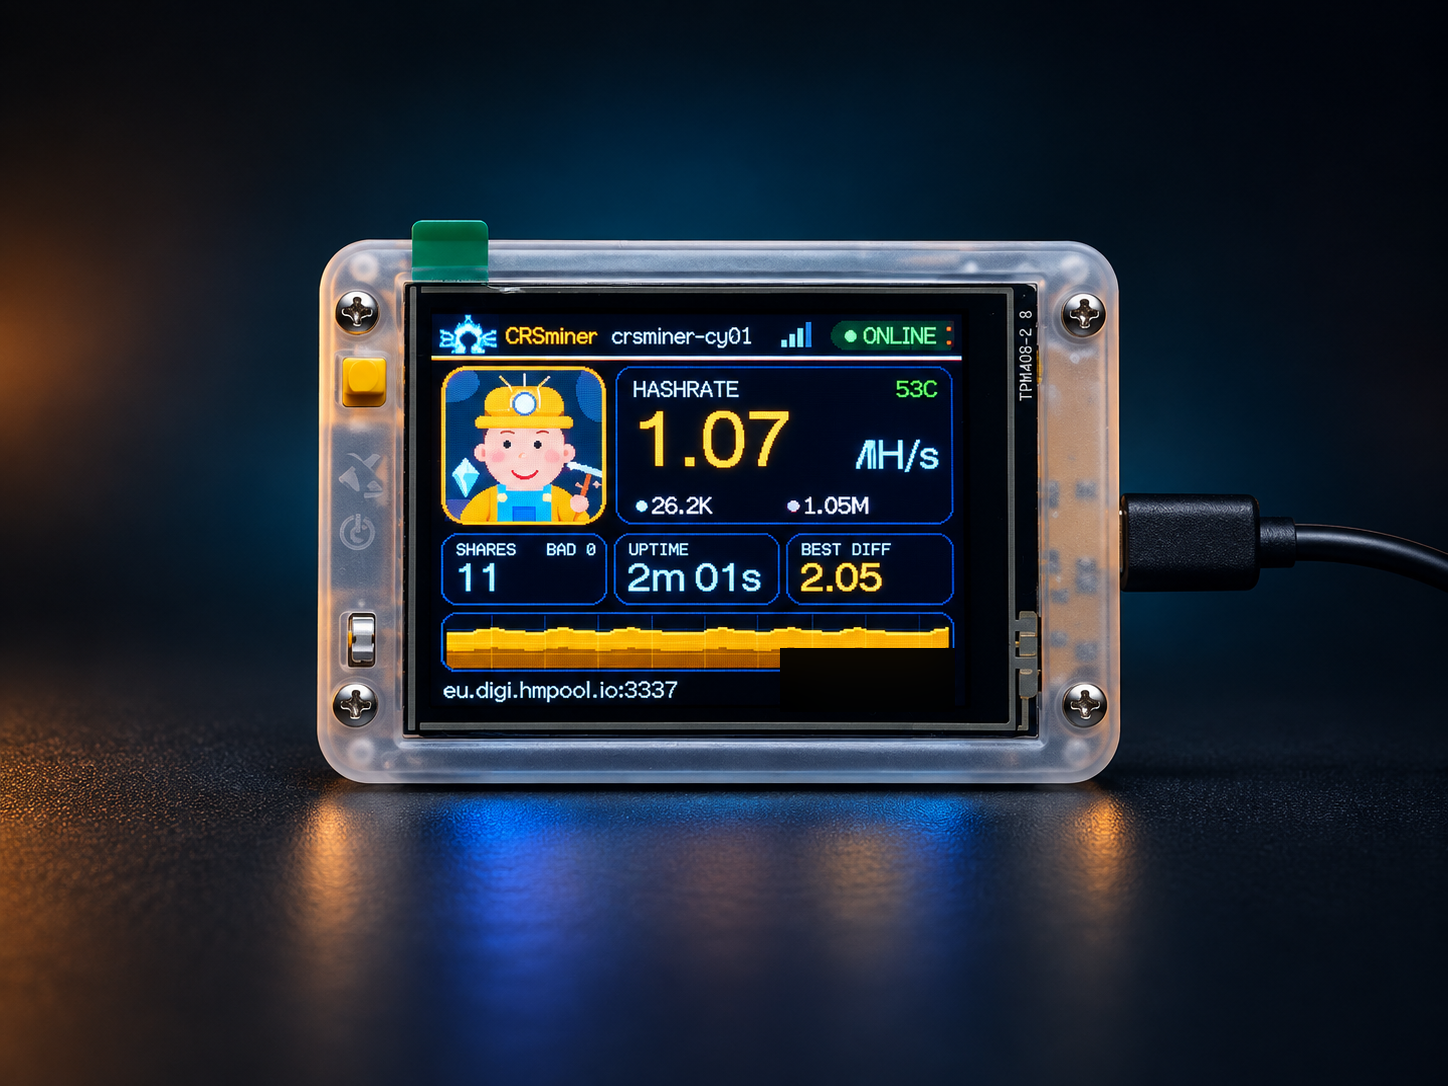 CRSminer crsminer-cy01 ONLINE
HASHRATE 53C
1.07 H/s
26.2K 1.05M
SHARES BAD 0 UPTIME BEST DIFF
11 2m 01s 2.05
eu.digi.hmpool.io:3337
TPM408-2 8